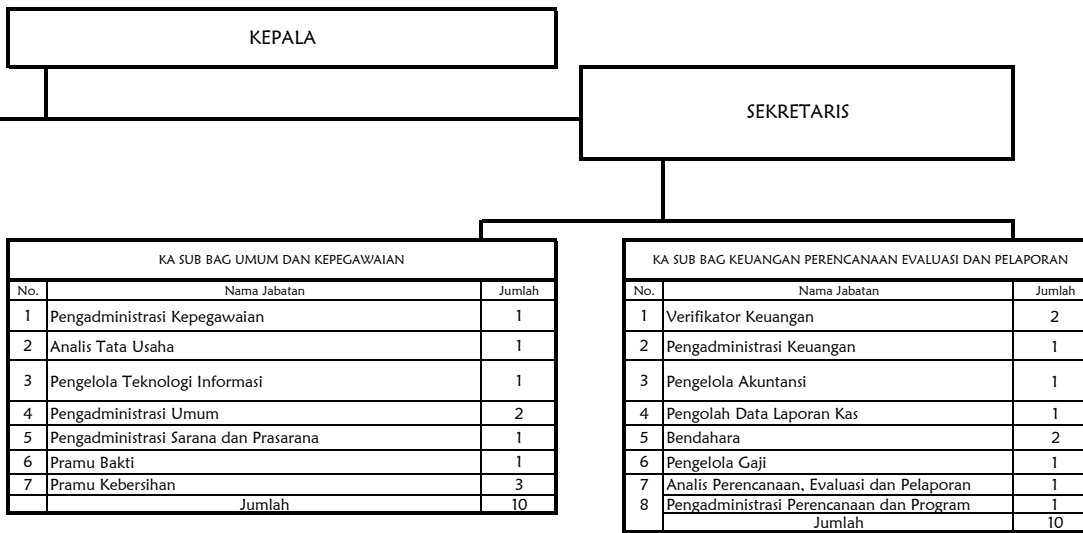 KEPALA
SEKRETARIS
KA SUB BAG UMUM DAN KEPEGAWAIAN
No. Nama Jabatan Jumlah
1 Pengadministrasi Kepegawaian 1
2 Analis Tata Usaha 1
3 Pengelola Teknologi Informasi 1
4 Pengadministrasi Umum 2
5 Pengadministrasi Sarana dan Prasarana 1
6 Pramu Bakti 1
7 Pramu Kebersihan 3
Jumlah 10
KA SUB BAG KEUANGAN PERENCANAAN EVALUASI DAN PELAPORAN
No. Nama Jabatan Jumlah
1 Verifikator Keuangan 2
2 Pengadministrasi Keuangan 1
3 Pengelola Akuntansi 1
4 Pengolah Data Laporan Kas 1
5 Bendahara 2
6 Pengelola Gaji 1
7 Analis Perencanaan, Evaluasi dan Pelaporan 1
8 Pengadministrasi Perencanaan dan Program 1
Jumlah 10